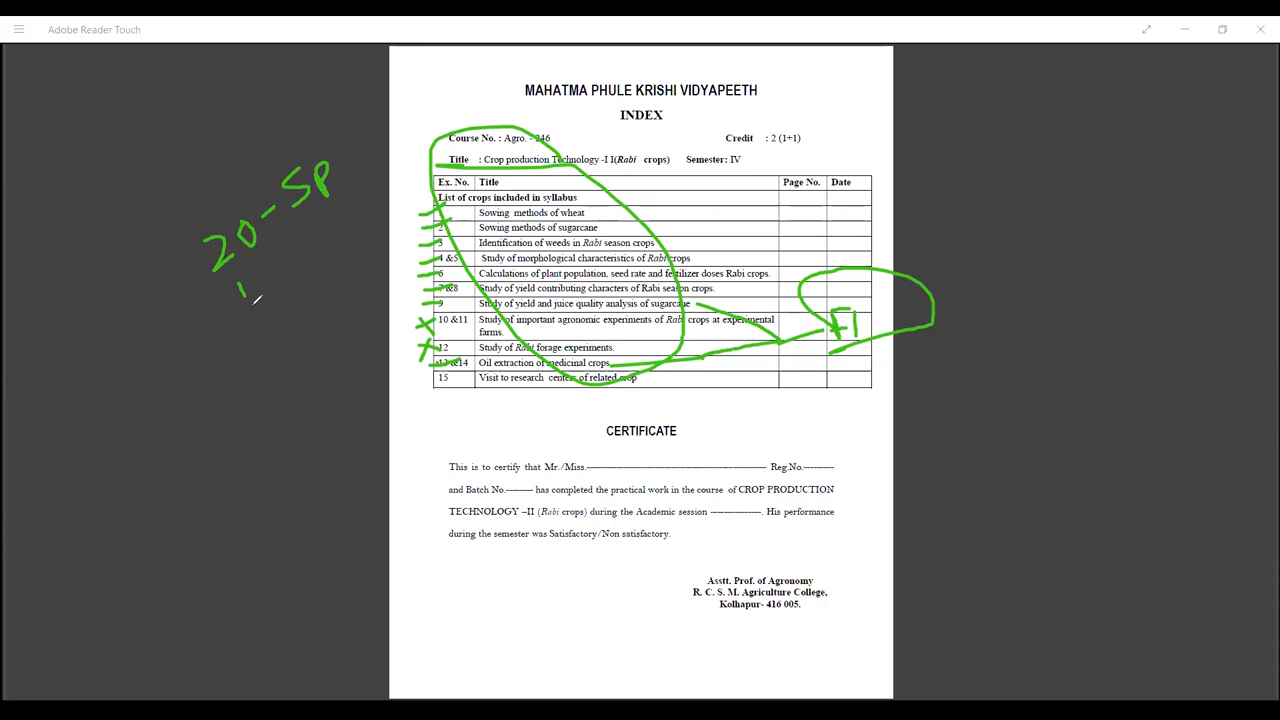 Adobe Reader Touch
MAHATMA PHULE KRISHI VIDYAPEETH
INDEX
Course No. : Agro. - 246 Credit : 2 (1+1)
Title : Crop production Technology -I I(Rabi crops) Semester: IV
Ex. No. Title Page No. Date
List of crops included in syllabus
Sowing methods of wheat
2 Sowing methods of sugarcane
3 Identification of weeds in Rabi season crops
4 &5 Study of morphological characteristics of Rabi crops
6 Calculations of plant population, seed rate and fertilizer doses Rabi crops.
7 &8 Study of yield contributing characters of Rabi season crops.
9 Study of yield and juice quality analysis of sugarcane
10 &11 Study of important agronomic experiments of Rabi crops at experimental
farms.
12 Study of Rabi forage experiments.
13 &14 Oil extraction of medicinal crops
15 Visit to research centers of related crop
20 - SP
CERTIFICATE
This is to certify that Mr./Miss.------------------------------------------------ Reg.No.---------
and Batch No.-------- has completed the practical work in the course of CROP PRODUCTION
TECHNOLOGY –II (Rabi crops) during the Academic session ---------------. His performance
during the semester was Satisfactory/Non satisfactory.
Asstt. Prof. of Agronomy
R. C. S. M. Agriculture College,
Kolhapur- 416 005.